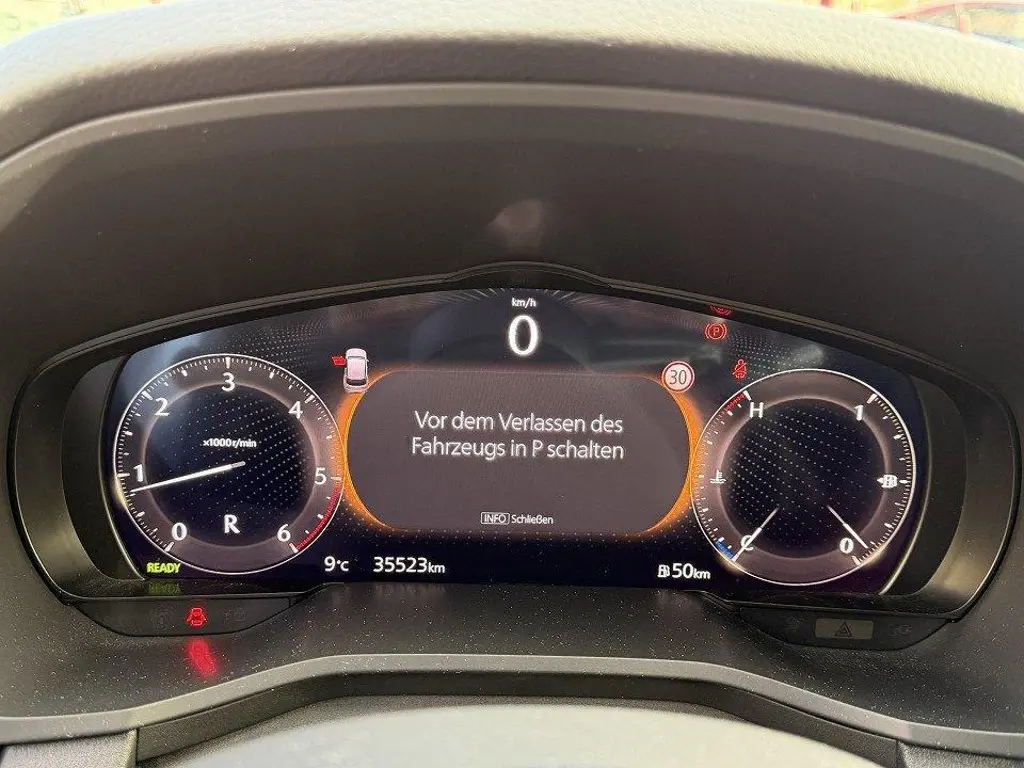 km/h
0
30
Vor dem Verlassen des
Fahrzeugs in P schalten
INFO Schließen
0
1
2
3
4
5
6
x1000r/min
R
READY
9°C
35523km
50km
H
C
1
0
P